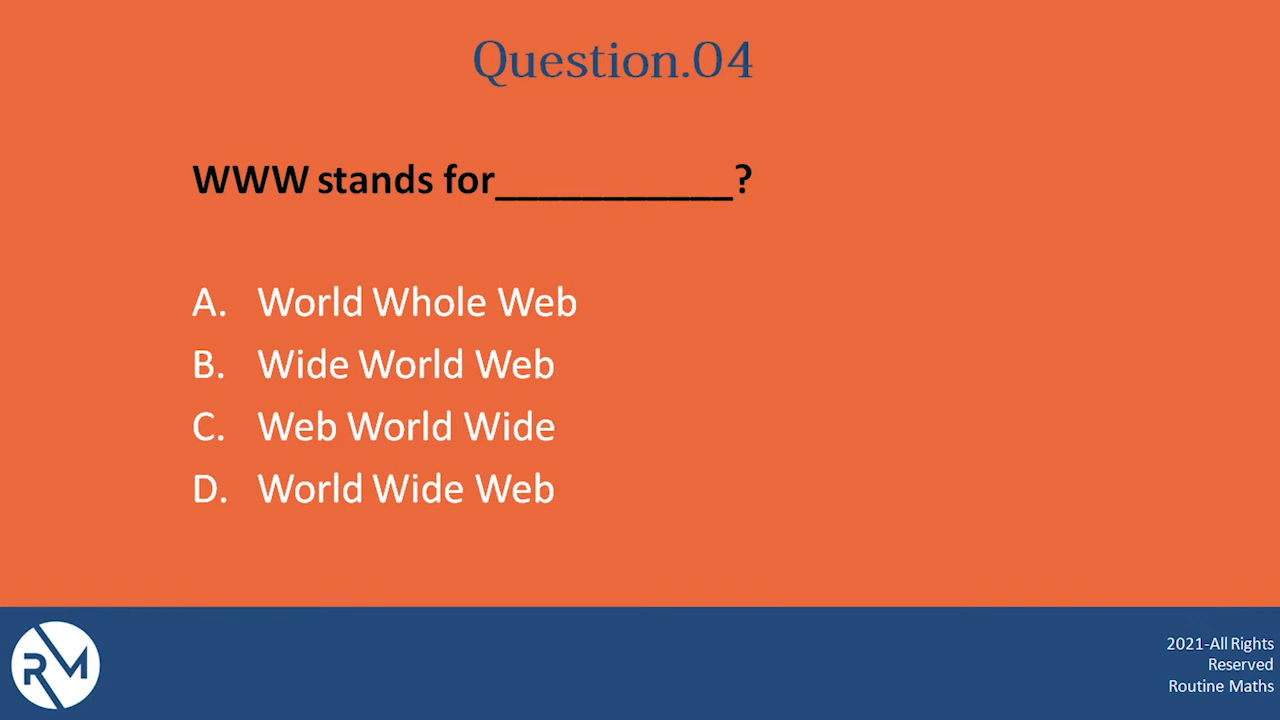 Question.04
WWW stands for___________?
A. World Whole Web
B. Wide World Web
C. Web World Wide
D. World Wide Web
RM
2021-All Rights
Reserved
Routine Maths